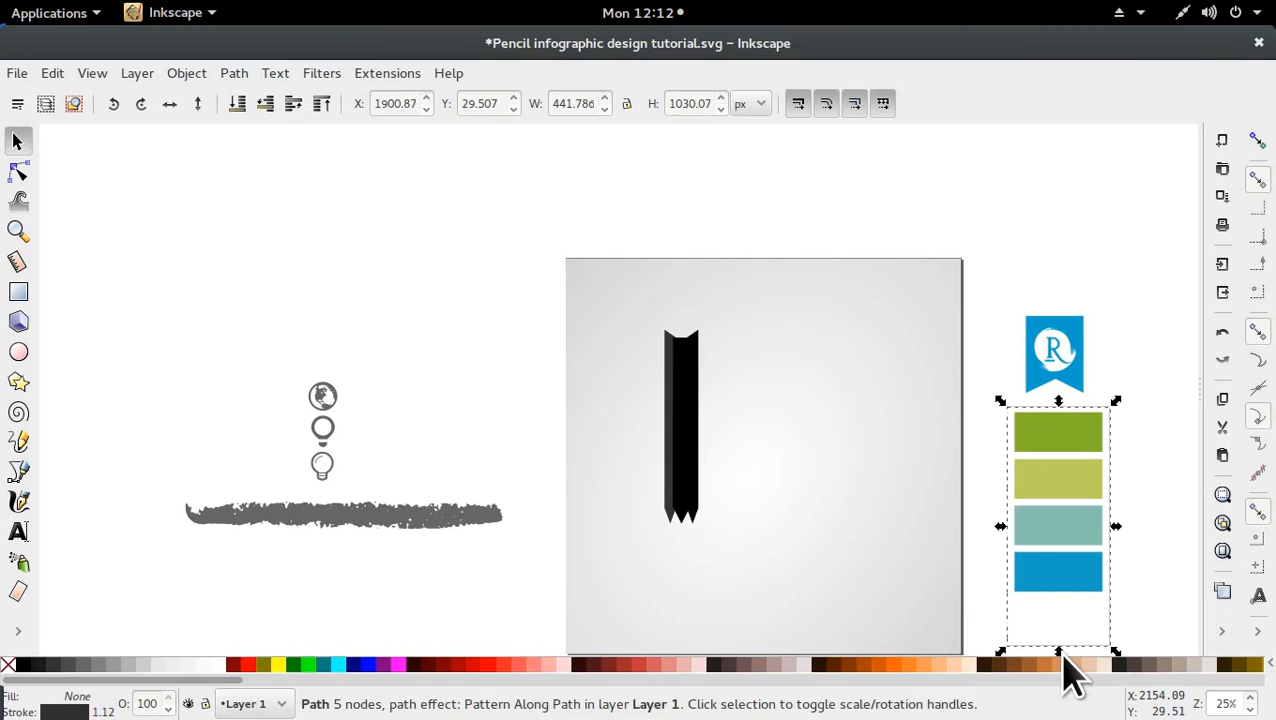 Applications Inkscape Mon 12:12
*Pencil infographic design tutorial.svg – Inkscape
File Edit View Layer Object Path Text Filters Extensions Help
X: 1900.87 Y: 29.507 W: 441.786 H: 1030.07 px
R
A
Fill: None O: 100 •Layer 1 Path 5 nodes, path effect: Pattern Along Path in layer Layer 1. Click selection to toggle scale/rotation handles. X: 2154.09 Z: 25%
Stroke: 1.12 Y: 29.51